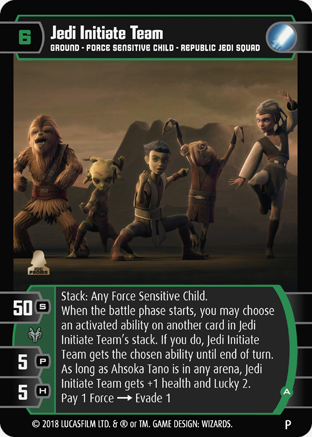 6
Jedi Initiate Team
GROUND - FORCE SENSITIVE CHILD - REPUBLIC JEDI SQUAD
50 S
5 P
5 H
Stack: Any Force Sensitive Child.
When the battle phase starts, you may choose
an activated ability on another card in Jedi
Initiate Team's stack. If you do, Jedi Initiate
Team gets the chosen ability until end of turn.
As long as Ahsoka Tano is in any arena, Jedi
Initiate Team gets +1 health and Lucky 2.
Pay 1 Force → Evade 1
A
© 2018 LUCASFILM LTD. & ® or TM. GAME DESIGN: WIZARDS.
P